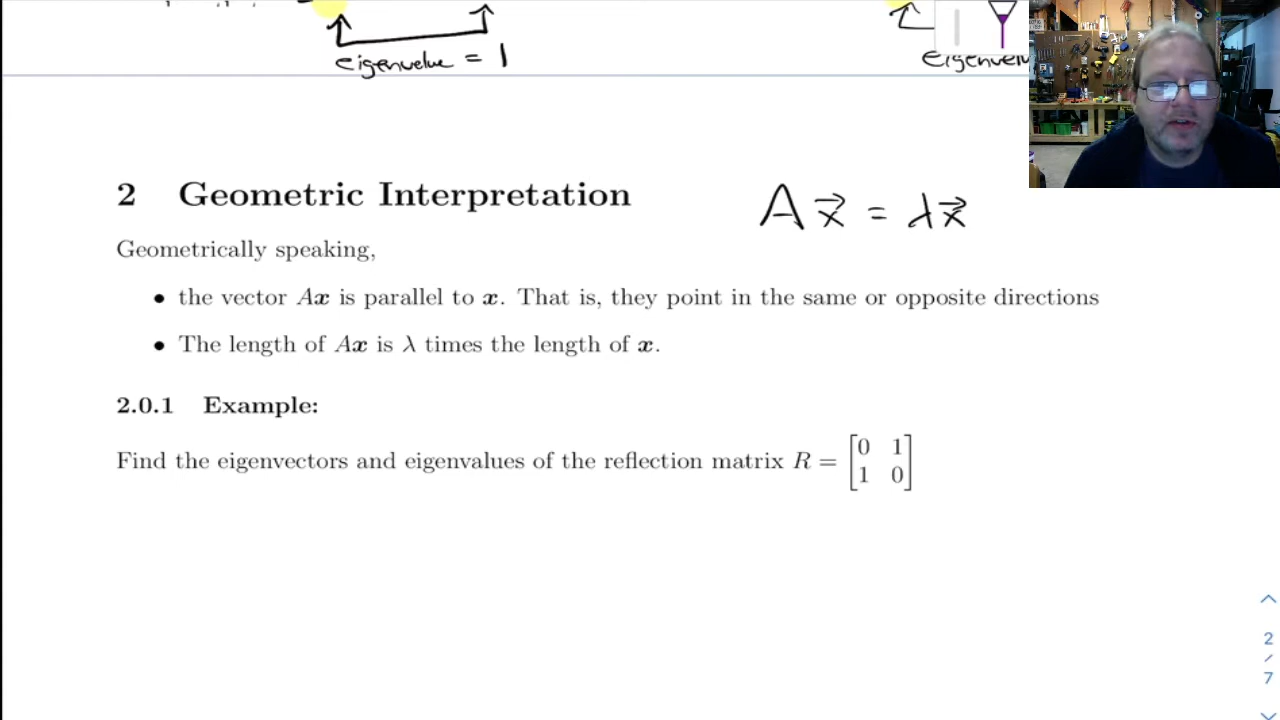 eigenvalue = 1
2 Geometric Interpretation
A\vec{x} = λ\vec{x}
Geometrically speaking,
• the vector Ax is parallel to x. That is, they point in the same or opposite directions
• The length of Ax is λ times the length of x.
2.0.1 Example:
Find the eigenvectors and eigenvalues of the reflection matrix R = [0 1
1 0]
2
/
7